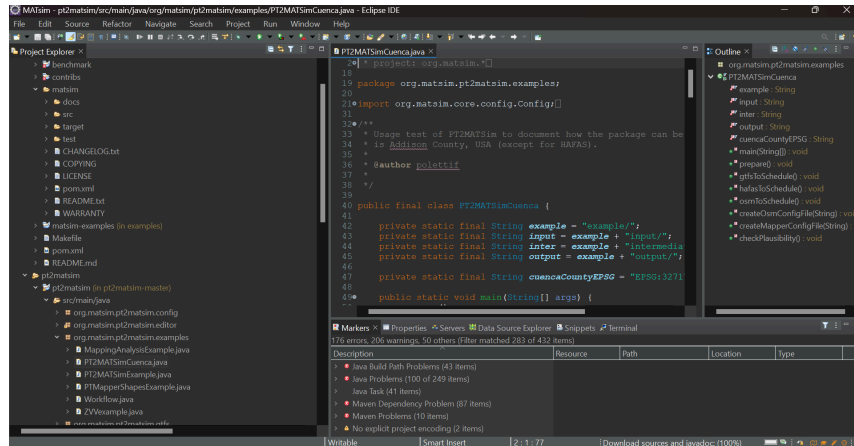 MATsim - pt2matsim/src/main/java/org/matsim/pt2matsim/examples/PT2MATSimCuenca.java - Eclipse IDE
File Edit Source Refactor Navigate Search Project Run Window Help
Project Explorer ×
benchmark
contribs
matsim
docs
src
target
test
CHANGELOG.txt
COPYING
LICENSE
pom.xml
README.txt
WARRANTY
matsim-examples (in examples)
Makefile
pom.xml
README.md
pt2matsim
pt2matsim (in pt2matsim-master)
src/main/java
org.matsim.pt2matsim.config
org.matsim.pt2matsim.editor
org.matsim.pt2matsim.examples
MappingAnalysisExample.java
PT2MATSimCuenca.java
PT2MATSimExample.java
PTMapperShapesExample.java
Workflow.java
ZVVexample.java
org.matsim.pt2matsim.gtfs
PT2MATSimCuenca.java ×
2 * project: org.matsim.*
18
19 package org.matsim.pt2matsim.examples;
20
21 import org.matsim.core.config.Config;
31
32 /**
33 * Usage test of PT2MATSim to document how the package can be
34 * is Addison County, USA (except for HAFAS).
35 *
36 * @author polettif
37 *
38 */
39
40 public final class PT2MATSimCuenca {
41
42 private static final String example = "example/";
43 private static final String input = example + "input/";
44 private static final String inter = example + "intermedia
45 private static final String output = example + "output/";
46
47 private static final String cuencaCountyEPSG = "EPSG:3271
48
49 public static void main(String[] args) {
Outline ×
org.matsim.pt2matsim.examples
PT2MATSimCuenca
example : String
input : String
inter : String
output : String
cuencaCountyEPSG : String
main(String[]) : void
prepare() : void
gtfsToSchedule() : void
hafasToSchedule() : void
osmToSchedule() : void
createOsmConfigFile(String) : voi
createMapperConfigFile(String) :
checkPlausibility() : void
Markers × Properties Servers Data Source Explorer Snippets Terminal
176 errors, 206 warnings, 50 others (Filter matched 283 of 432 items)
Description Resource Path Location Type
Java Build Path Problems (43 items)
Java Problems (100 of 249 items)
Java Task (41 items)
Maven Dependency Problem (87 items)
Maven Problems (10 items)
No explicit project encoding (2 items)
Writable Smart Insert 2 : 1 : 77 Download sources and javadoc: (100%)